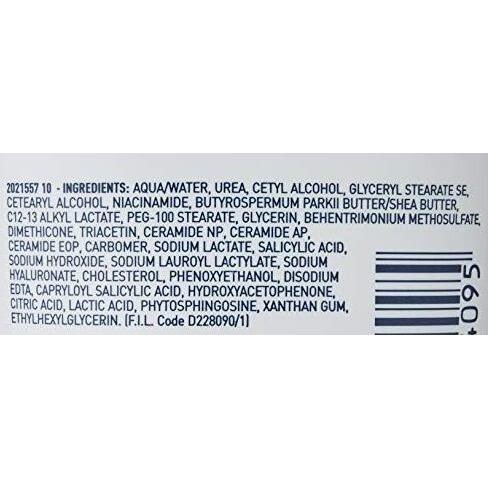 2021557 10 - INGREDIENTS: AQUA/WATER, UREA, CETYL ALCOHOL, GLYCERYL STEARATE SE,
CETEARYL ALCOHOL, NIACINAMIDE, BUTYROSPERMUM PARKII BUTTER/SHEA BUTTER,
C12-13 ALKYL LACTATE, PEG-100 STEARATE, GLYCERIN, BEHENTRIMONIUM METHOSULFATE,
DIMETHICONE, TRIACETIN, CERAMIDE NP, CERAMIDE AP,
CERAMIDE EOP, CARBOMER, SODIUM LACTATE, SALICYLIC ACID,
SODIUM HYDROXIDE, SODIUM LAUROYL LACTYLATE, SODIUM
HYALURONATE, CHOLESTEROL, PHENOXYETHANOL, DISODIUM
EDTA, CAPRYLOYL SALICYLIC ACID, HYDROXYACETOPHENONE,
CITRIC ACID, LACTIC ACID, PHYTOSPHINGOSINE, XANTHAN GUM,
ETHYLHEXYLGLYCERIN. (F.I.L. Code D228090/1)
095